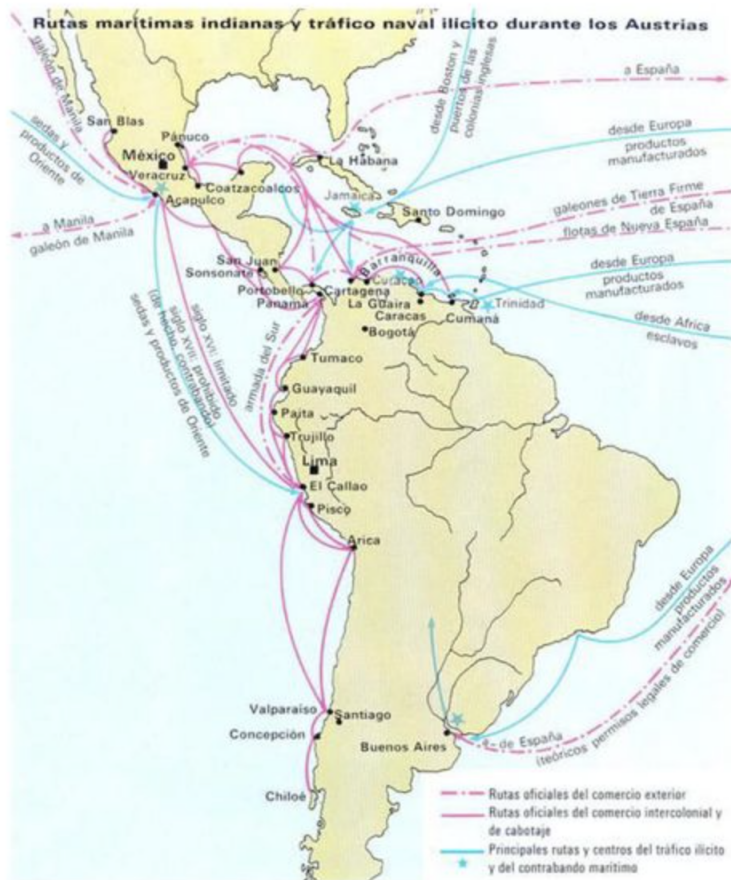 Rutas marítimas indianas y tráfico naval ilícito durante los Austrias
galeón de Manila
a España
desde Boston y
puertos de las
colonias inglesas
sedas y
productos de
Oriente
San Blas
Pánuco
México
Veracruz
Coatzacoalcos
Acapulco
La Habana
desde Europa
productos
manufacturados
Jamaica
Santo Domingo
galeones de Tierra Firme
de España
flotas de Nueva España
a Manila
galeón de Manila
San Juan
Sonsonate
Portobello
Panamá
Cartagena
Barranquilla
Curaçao
La Guaira
Caracas
Cumaná
Trinidad
desde Europa
productos
manufacturados
desde Africa
esclavos
Bogotá
siglo XVI: limitado
siglo XVII: prohibido
(de hecho, contrabando)
sedas y productos de Oriente
armada del Sur
Tumaco
Guayaquil
Paita
Trujillo
Lima
El Callao
Pisco
Arica
desde Europa
productos
manufacturados
Valparaíso
Santiago
Concepción
Buenos Aires
a- de España
(teóricos permisos legales de comercio)
Chiloé
Rutas oficiales del comercio exterior
Rutas oficiales del comercio intercolonial y
de cabotaje
Principales rutas y centros del tráfico ilícito
y del contrabando marítimo